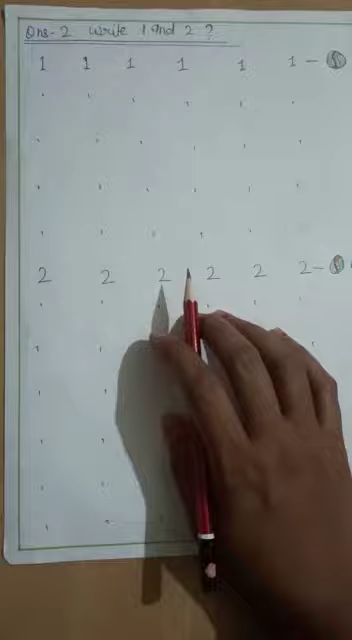 Qns-2 write 1 and 2 ?
1 1 1 1 1 1 -
2 2 2 2 2 2 -